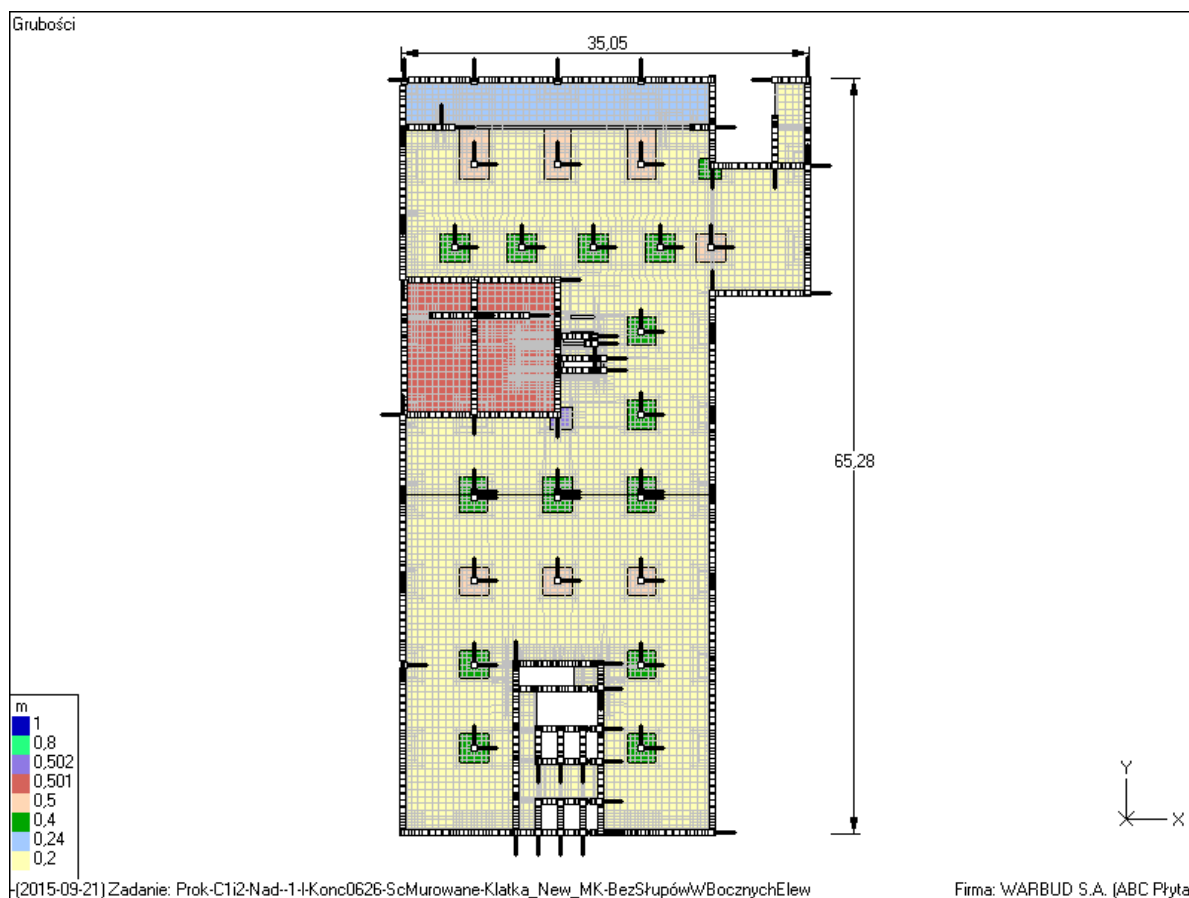 Grubości
35,05
65,28
m
1
0,8
0,502
0,501
0,5
0,4
0,24
0,2
Y
X
-(2015-09-21) Zadanie: Prok-C1i2-Nad--1-I-Konc0626-ScMurowane-Klatka_New_MK-BezSłupówWBocznychElew
Firma: WARBUD S.A. (ABC Płyta